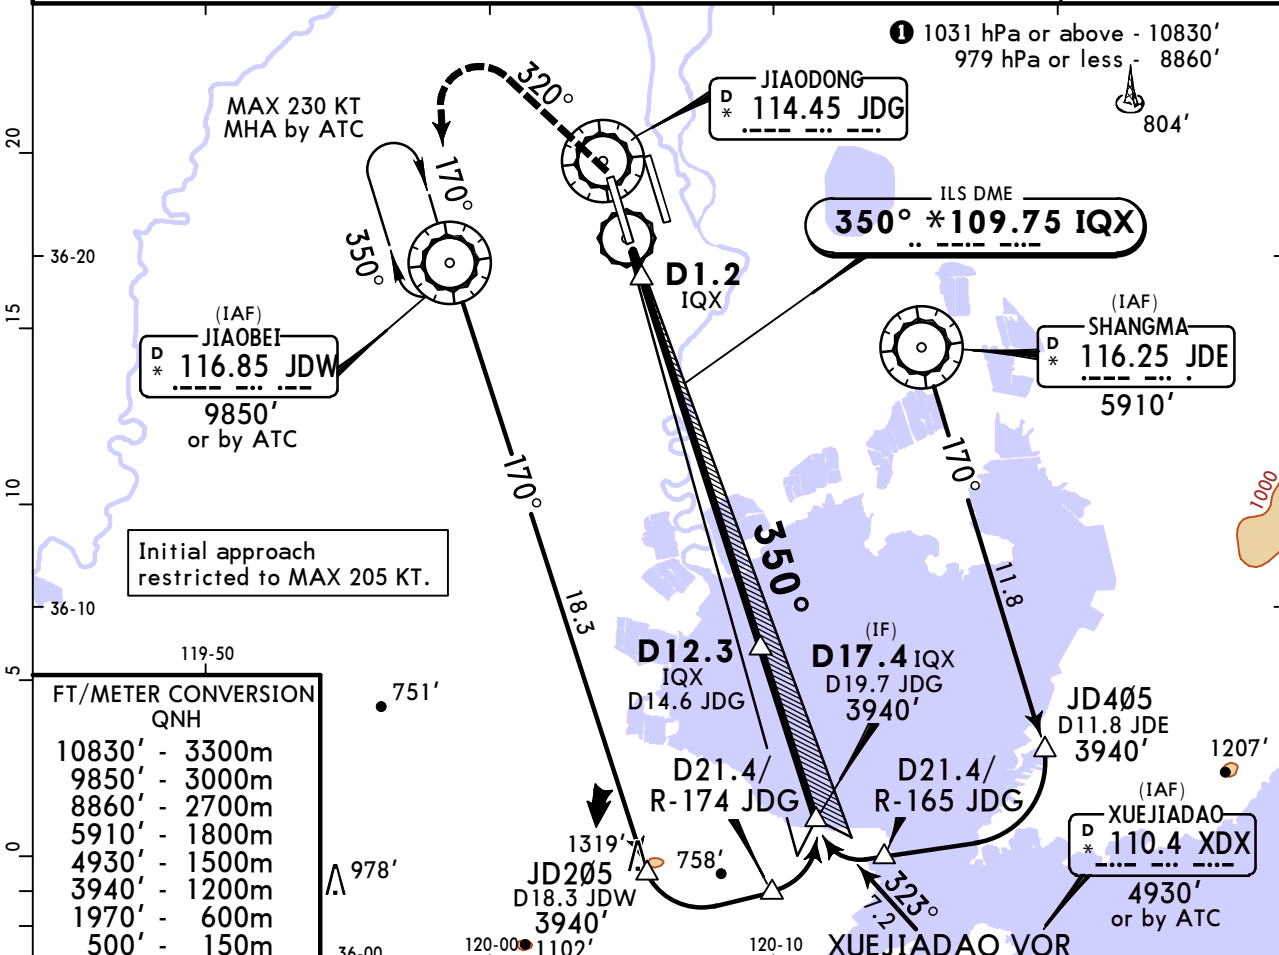 ❶ 1031 hPa or above - 10830′
979 hPa or less - 8860′
804′
JIAODONG
D
* 114.45 JDG
320°
MAX 230 KT
MHA by ATC
170°
350°
20
ILS DME
350° *109.75 IQX
36-20
D1.2
IQX
(IAF)
JIAOBEI
D
* 116.85 JDW
9850′
or by ATC
15
(IAF)
SHANGMA
D
* 116.25 JDE
5910′
170°
170°
1000
10
350°
Initial approach
restricted to MAX 205 KT.
11.8
18.3
36-10
D12.3
IQX
D14.6 JDG
(IF)
D17.4 IQX
D19.7 JDG
3940′
119-50
5
751′
JD4Ø5
D11.8 JDE
3940′
1207′
FT/METER CONVERSION
QNH
10830′ - 3300m
9850′ - 3000m
8860′ - 2700m
5910′ - 1800m
4930′ - 1500m
3940′ - 1200m
1970′ - 600m
500′ - 150m
D21.4/
R-174 JDG
D21.4/
R-165 JDG
(IAF)
XUEJIADAO
D
* 110.4 XDX
4930′
or by ATC
0
978′
1319′
758′
JD2Ø5
D18.3 JDW
3940′
1102′
323°
7.2
36-00
120-00
120-10
XUEJIADAO VOR